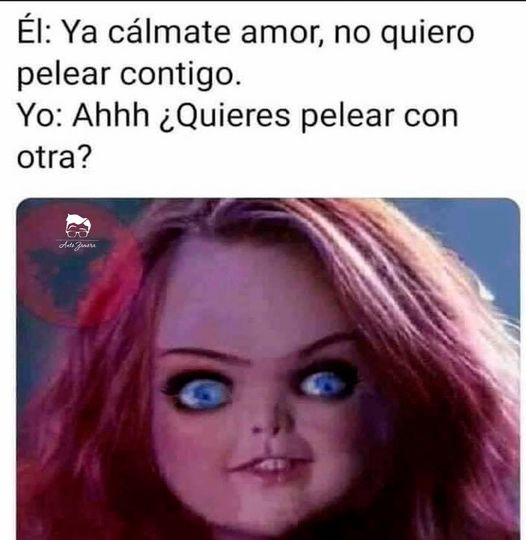 Él: Ya cálmate amor, no quiero
pelear contigo.
Yo: Ahhh ¿Quieres pelear con
otra?